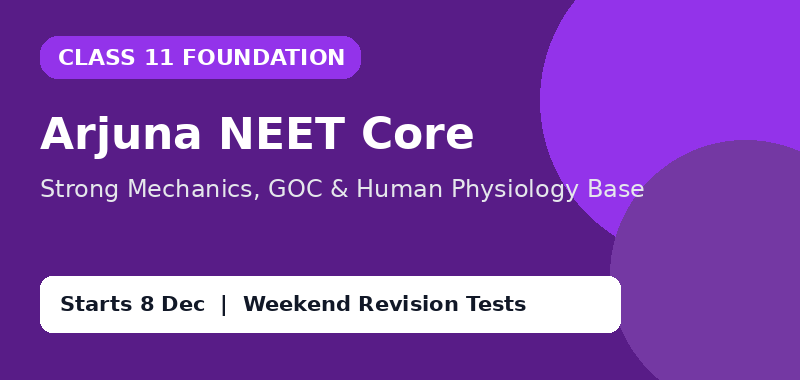 CLASS 11 FOUNDATION
Arjuna NEET Core
Strong Mechanics, GOC & Human Physiology Base
Starts 8 Dec | Weekend Revision Tests